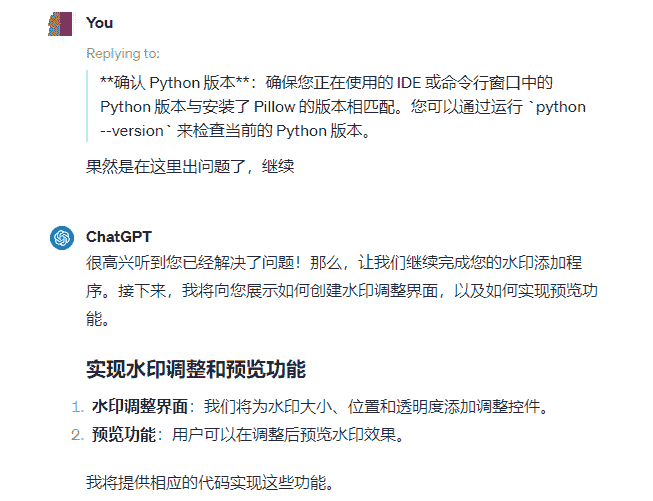 You
Replying to:
**确认 Python 版本**：确保您正在使用的 IDE 或命令行窗口中的
Python 版本与安装了 Pillow 的版本相匹配。您可以通过运行 `python
--version` 来检查当前的 Python 版本。
果然是在这里出问题了，继续
ChatGPT
很高兴听到您已经解决了问题！那么，让我们继续完成您的水印添加程
序。接下来，我将向您展示如何创建水印调整界面，以及如何实现预览功
能。
实现水印调整和预览功能
1. 水印调整界面：我们将为水印大小、位置和透明度添加调整控件。
2. 预览功能：用户可以在调整后预览水印效果。
我将提供相应的代码实现这些功能。